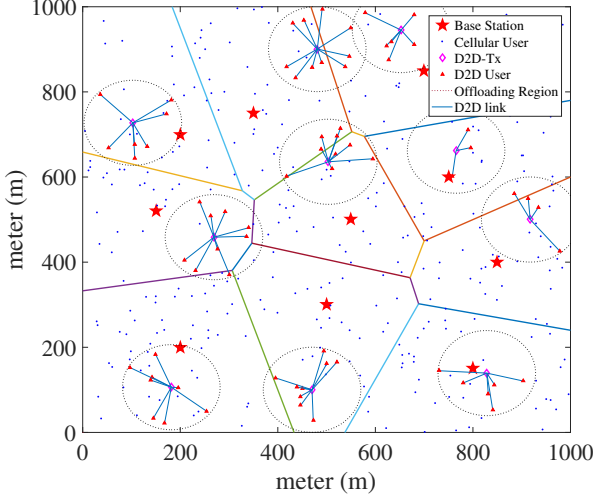 1000
800
600
400
200
0
meter (m)
Base Station
Cellular User
D2D-Tx
D2D User
Offloading Region
D2D link
0 200 400 600 800 1000
meter (m)